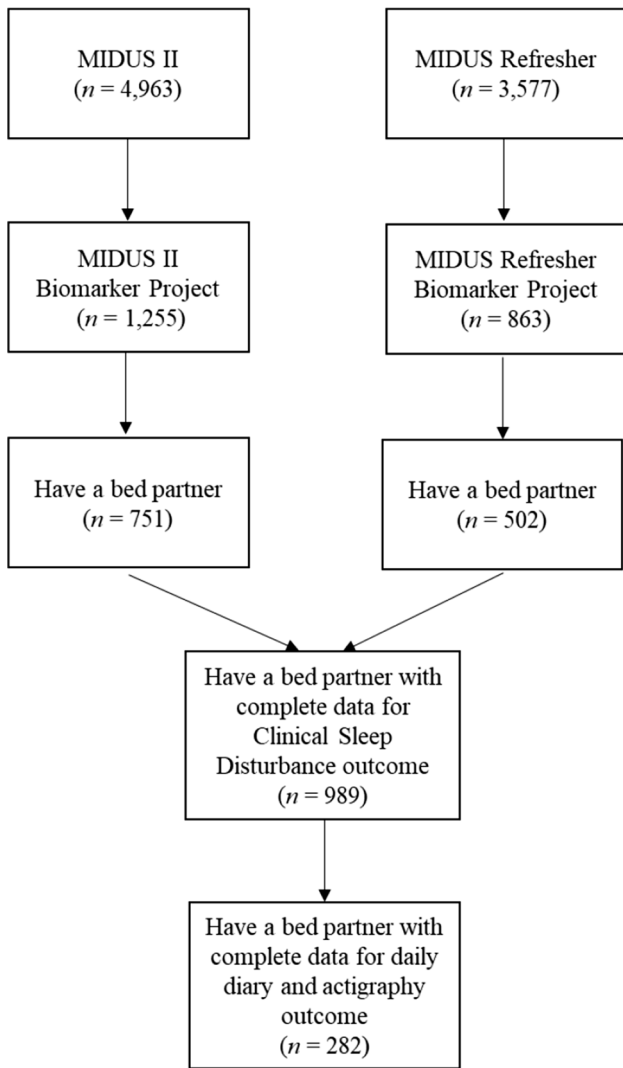 MIDUS II
(n = 4,963)
MIDUS Refresher
(n = 3,577)
MIDUS II
Biomarker Project
(n = 1,255)
MIDUS Refresher
Biomarker Project
(n = 863)
Have a bed partner
(n = 751)
Have a bed partner
(n = 502)
Have a bed partner with
complete data for
Clinical Sleep
Disturbance outcome
(n = 989)
Have a bed partner with
complete data for daily
diary and actigraphy
outcome
(n = 282)